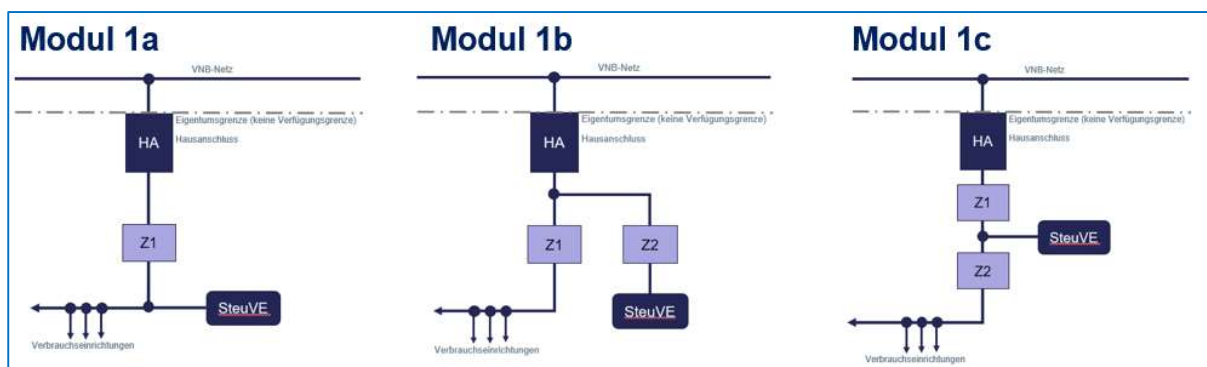 Modul 1a
VNB-Netz
Eigentumsgrenze (keine Verfügungsgrenze)
HA
Hausanschluss
Z1
SteuVE
Verbrauchseinrichtungen
Modul 1b
VNB-Netz
Eigentumsgrenze (keine Verfügungsgrenze)
HA
Hausanschluss
Z1
Z2
SteuVE
Verbrauchseinrichtungen
Modul 1c
VNB-Netz
Eigentumsgrenze (keine Verfügungsgrenze)
HA
Hausanschluss
Z1
SteuVE
Z2
Verbrauchseinrichtungen